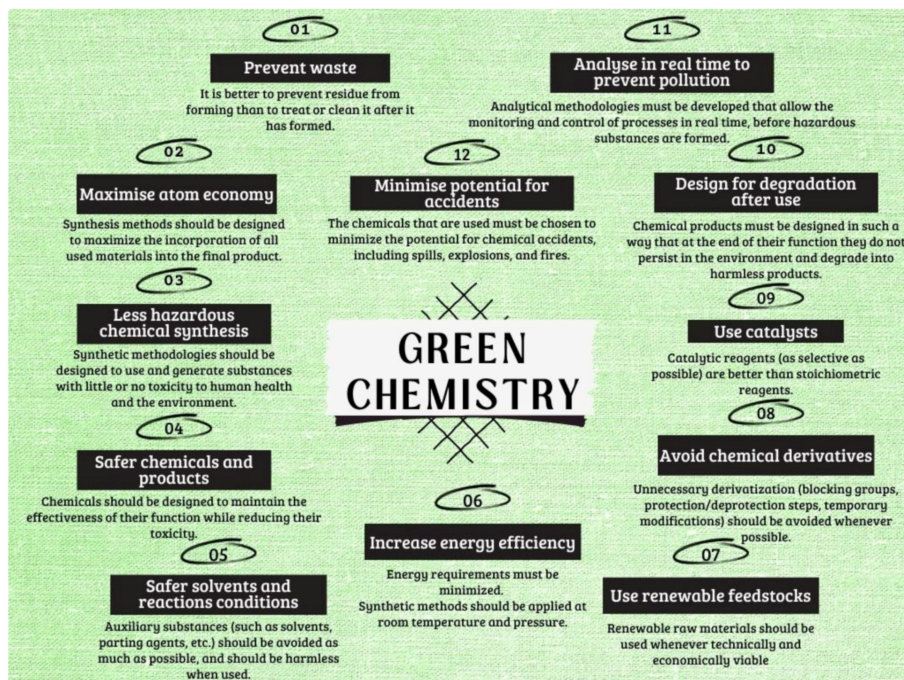 01
Prevent waste
It is better to prevent residue from
forming than to treat or clean it after it
has formed.
02
Maximise atom economy
Synthesis methods should be designed
to maximize the incorporation of all
used materials into the final product.
03
Less hazardous
chemical synthesis
Synthetic methodologies should be
designed to use and generate substances
with little or no toxicity to human health
and the environment.
04
Safer chemicals and
products
Chemicals should be designed to maintain the
effectiveness of their function while reducing their
toxicity.
05
Safer solvents and
reactions conditions
Auxiliary substances (such as solvents,
parting agents, etc.) should be avoided as
much as possible, and should be harmless
when used.
06
Increase energy efficiency
Energy requirements must be
minimized.
Synthetic methods should be applied at
room temperature and pressure.
07
Use renewable feedstocks
Renewable raw materials should be
used whenever technically and
economically viable
08
Avoid chemical derivatives
Unnecessary derivatization (blocking groups,
protection/deprotection steps, temporary
modifications) should be avoided whenever
possible.
09
Use catalysts
Catalytic reagents (as selective as
possible) are better than stoichiometric
reagents.
10
Design for degradation
after use
Chemical products must be designed in such a
way that at the end of their function they do not
persist in the environment and degrade into
harmless products.
11
Analyse in real time to
prevent pollution
Analytical methodologies must be developed that allow the
monitoring and control of processes in real time, before hazardous
substances are formed.
12
Minimise potential for
accidents
The chemicals that are used must be chosen to
minimize the potential for chemical accidents,
including spills, explosions, and fires.
GREEN
CHEMISTRY